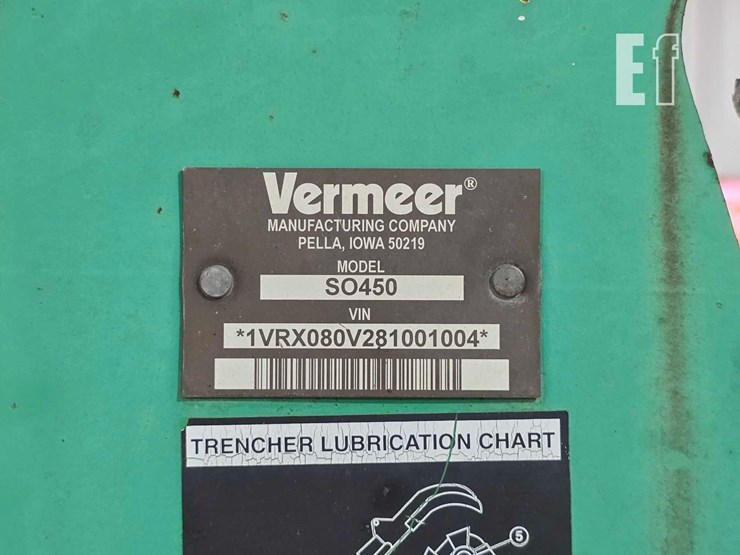 Ef
Vermeer®
MANUFACTURING COMPANY
PELLA, IOWA 50219
MODEL
SO450
VIN
*1VRX080V281001004*
TRENCHER LUBRICATION CHART
5